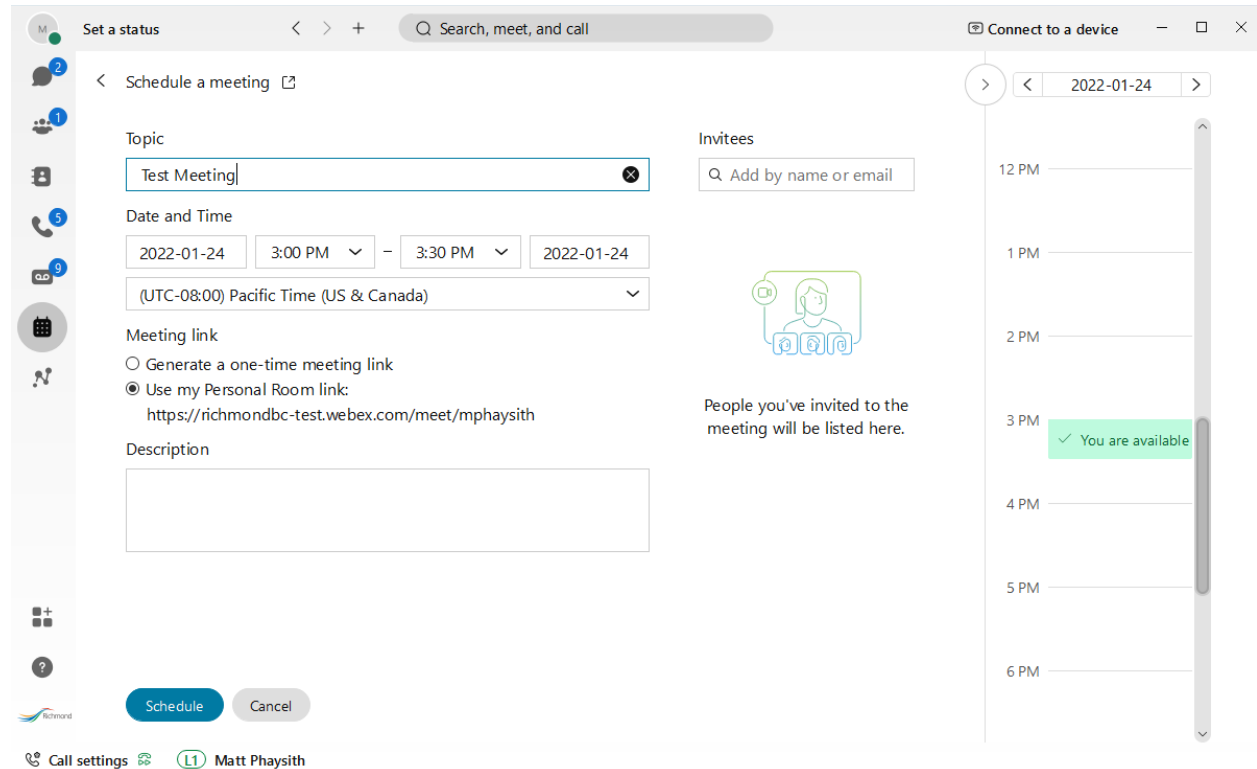 M
Set a status
Search, meet, and call
Connect to a device
2
1
5
9
Schedule a meeting
Topic
Test Meeting
Date and Time
2022-01-24
3:00 PM
–
3:30 PM
2022-01-24
(UTC-08:00) Pacific Time (US & Canada)
Meeting link
Generate a one-time meeting link
Use my Personal Room link:
https://richmondbc-test.webex.com/meet/mphaysith
Description
Schedule
Cancel
Invitees
Add by name or email
People you've invited to the
meeting will be listed here.
2022-01-24
12 PM
1 PM
2 PM
3 PM
You are available
4 PM
5 PM
6 PM
?
Richmond
Call settings
L1
Matt Phaysith